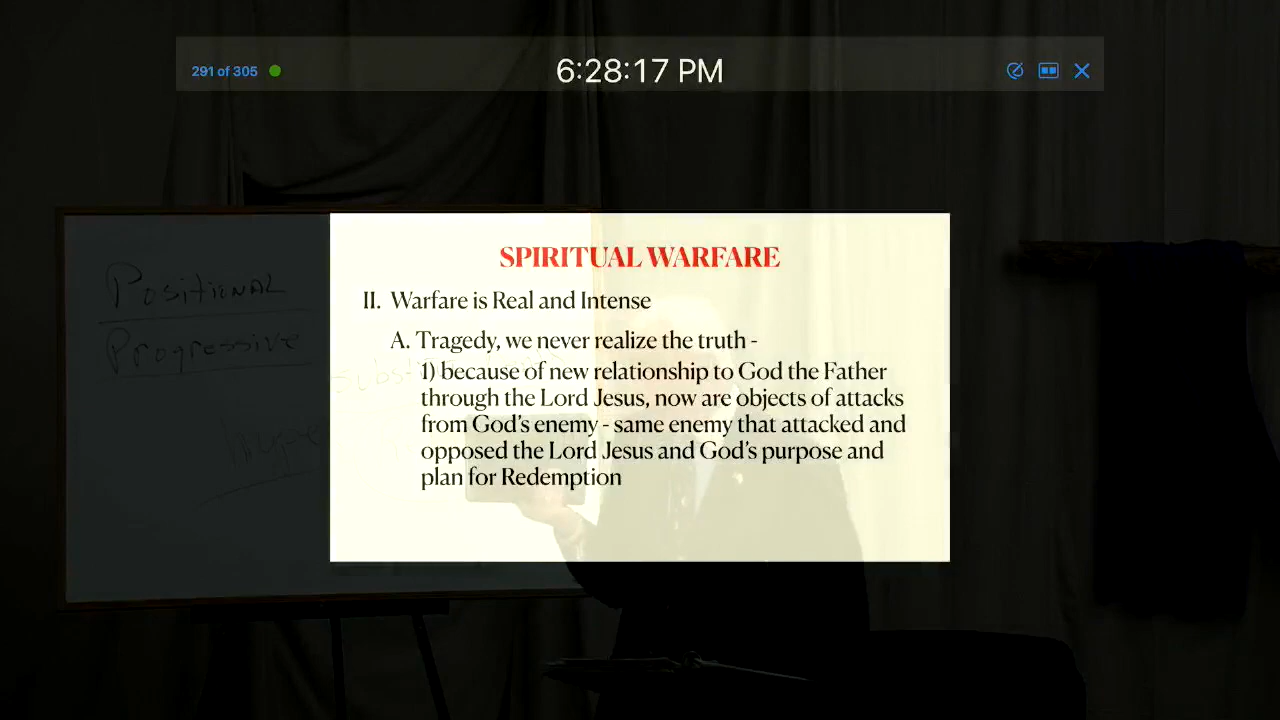 291 of 305
6:28:17 PM
SPIRITUAL WARFARE
II. Warfare is Real and Intense
A. Tragedy, we never realize the truth -
1) because of new relationship to God the Father
through the Lord Jesus, now are objects of attacks
from God's enemy - same enemy that attacked and
opposed the Lord Jesus and God's purpose and
plan for Redemption
Positional
Progressive